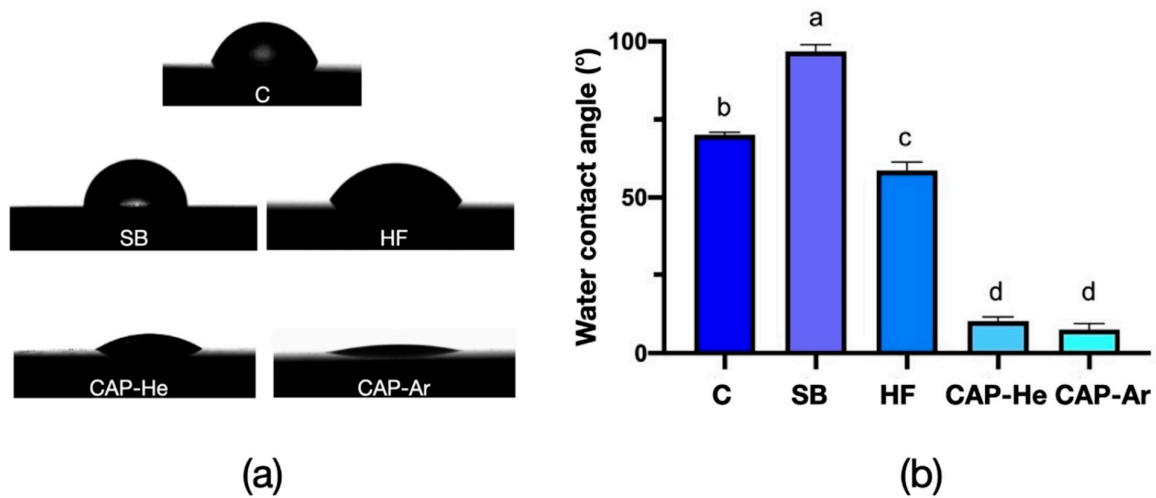 C
SB
HF
CAP-He
CAP-Ar
(a)
Water contact angle (°)
100
50
0
b
a
c
d
d
C
SB
HF
CAP-He
CAP-Ar
(b)